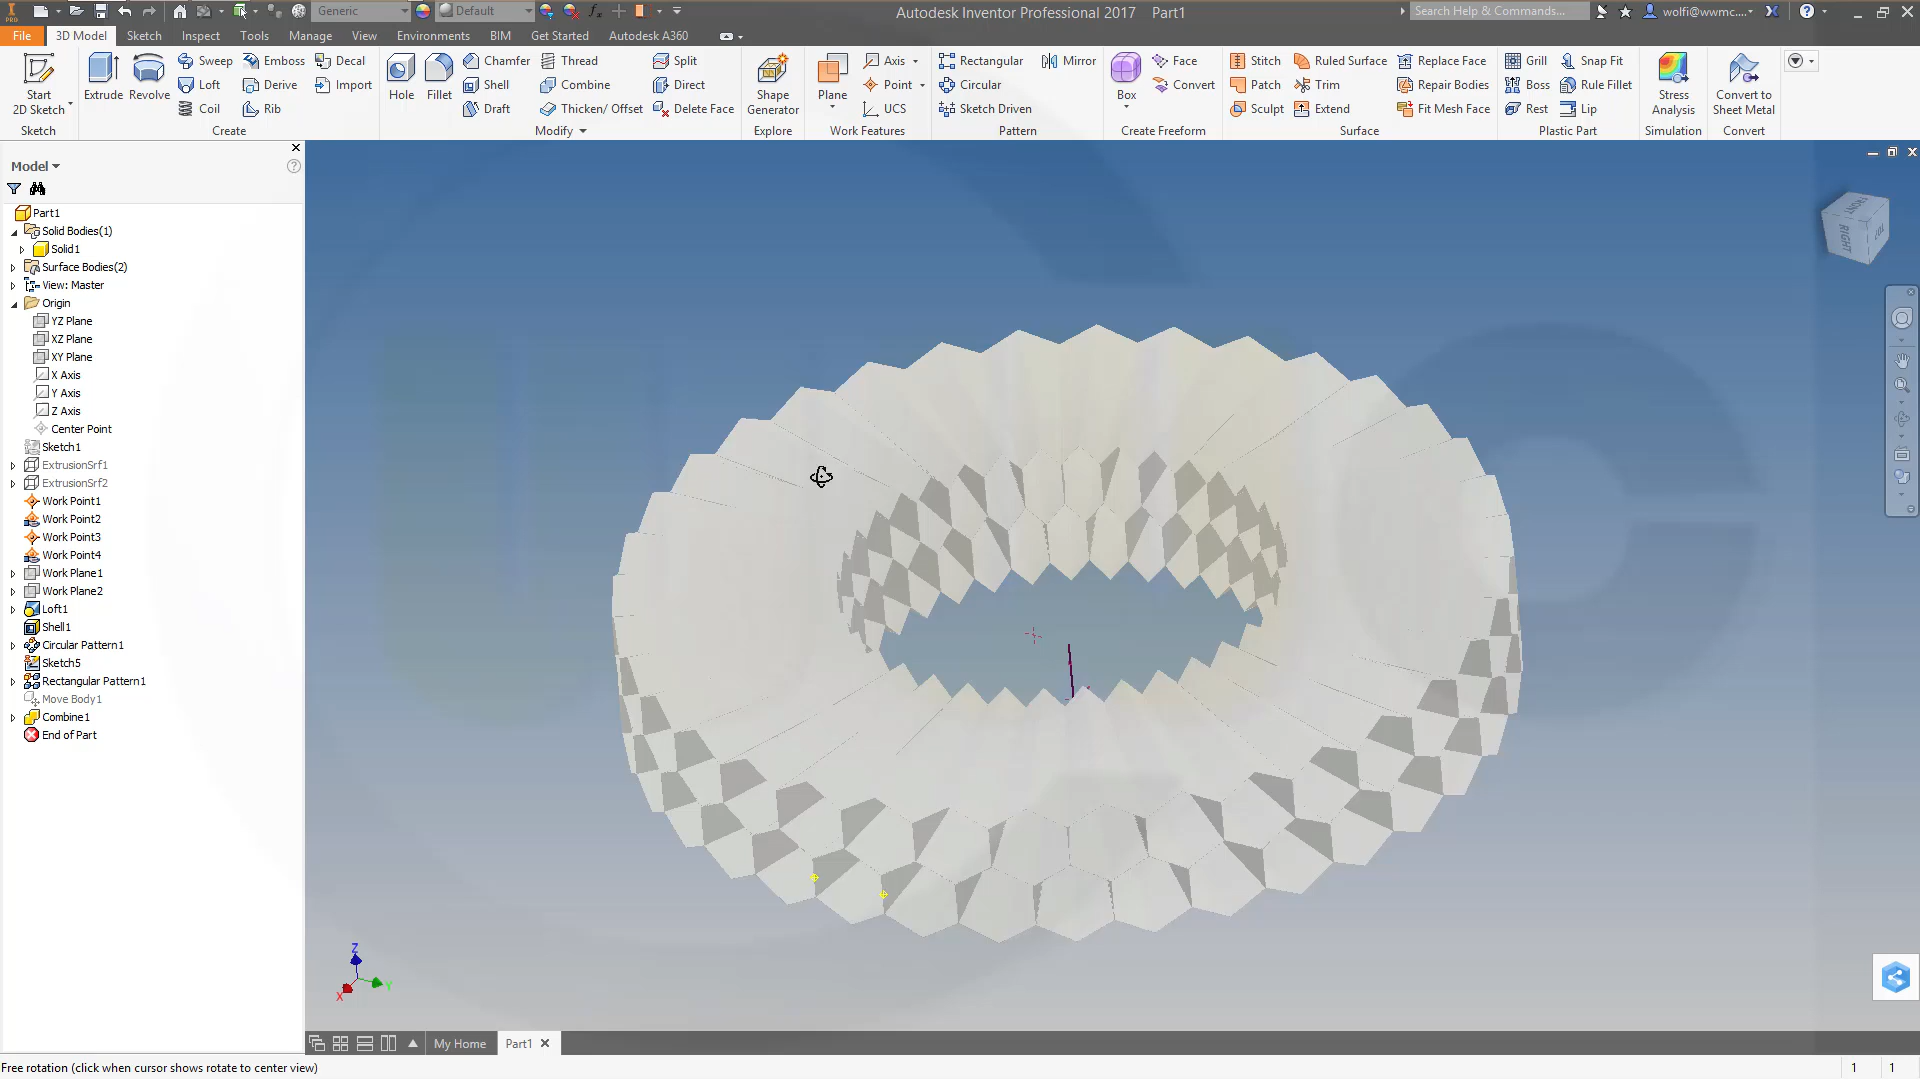 PRO Generic Default Autodesk Inventor Professional 2017 Part1 Search Help & Commands... wolfi@wwmc....
File 3D Model Sketch Inspect Tools Manage View Environments BIM Get Started Autodesk A360
Start 2D Sketch
Sketch
Extrude Revolve Sweep Loft Coil Emboss Derive Rib Decal Import
Create
Hole Fillet Chamfer Shell Draft Thread Combine Thicken/ Offset Split Direct Delete Face
Modify
Shape Generator
Explore
Plane Axis Point UCS
Work Features
Rectangular Circular Sketch Driven Mirror
Pattern
Box Face Convert
Create Freeform
Stitch Patch Sculpt Ruled Surface Trim Extend Replace Face Repair Bodies Fit Mesh Face
Surface
Grill Boss Rest Snap Fit Rule Fillet Lip
Plastic Part
Stress Analysis
Simulation
Convert to Sheet Metal
Convert
Model
Part1
Solid Bodies(1)
Solid1
Surface Bodies(2)
View: Master
Origin
YZ Plane
XZ Plane
XY Plane
X Axis
Y Axis
Z Axis
Center Point
Sketch1
ExtrusionSrf1
ExtrusionSrf2
Work Point1
Work Point2
Work Point3
Work Point4
Work Plane1
Work Plane2
Loft1
Shell1
Circular Pattern1
Sketch5
Rectangular Pattern1
Move Body1
Combine1
End of Part
FRONT
RIGHT
TOP
Z
Y
X
My Home Part1
Free rotation (click when cursor shows rotate to center view) 1 1